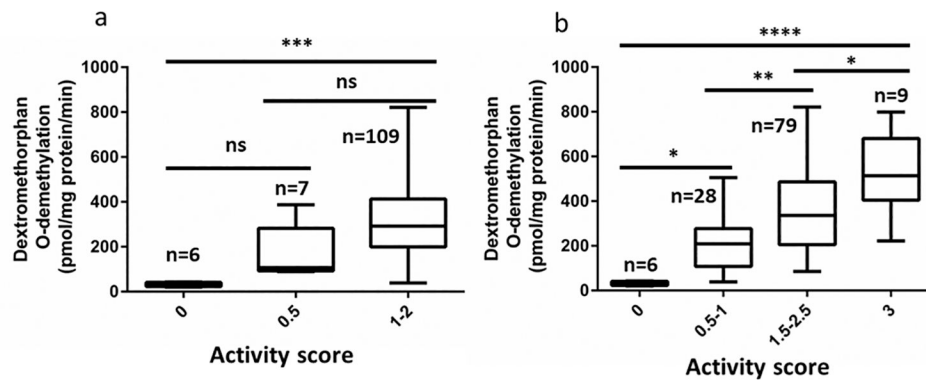 a
***
ns
ns
n=109
n=7
n=6
1000
800
600
400
200
0
Dextromethorphan
O-demethylation
(pmol/mg protein/min)
0
0.5
1-2
Activity score
b
****
*
**
*
n=9
n=79
n=28
n=6
1000
800
600
400
200
0
Dextromethorphan
O-demethylation
(pmol/mg protein/min)
0
0.5-1
1.5-2.5
3
Activity score